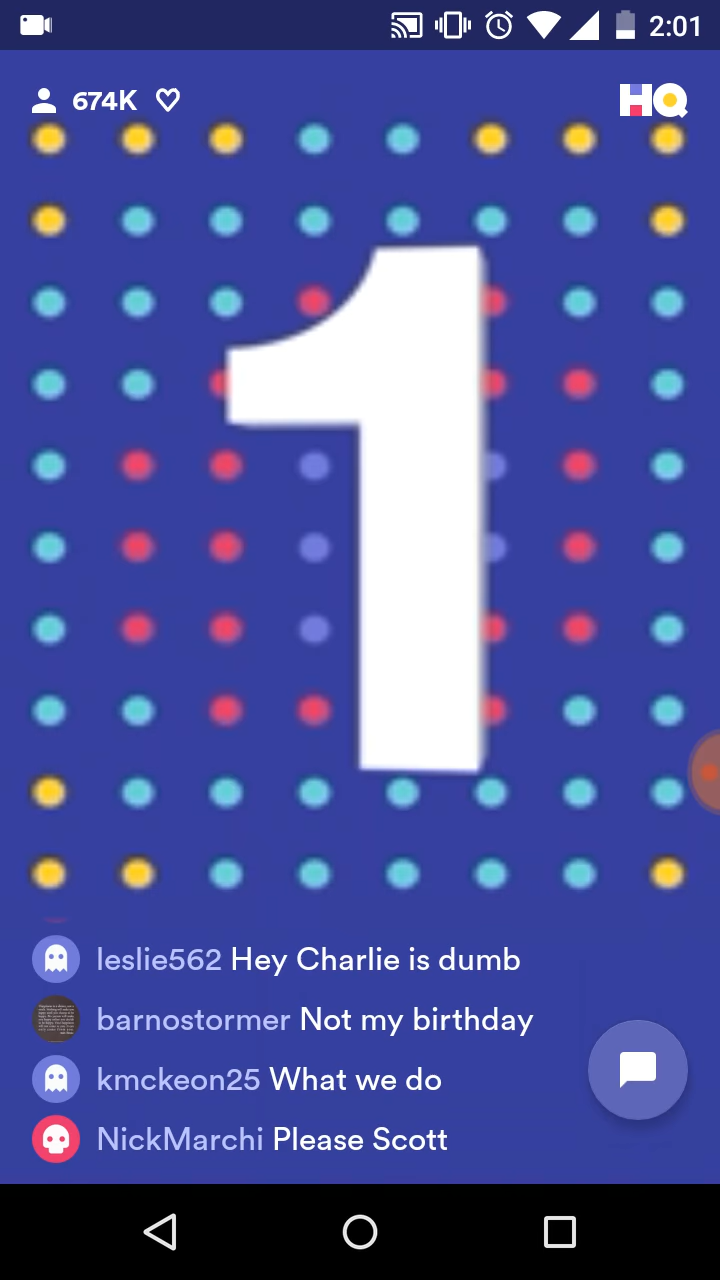 2:01
674K
HQ
1
leslie562 Hey Charlie is dumb
barnostormer Not my birthday
kmckeon25 What we do
NickMarchi Please Scott